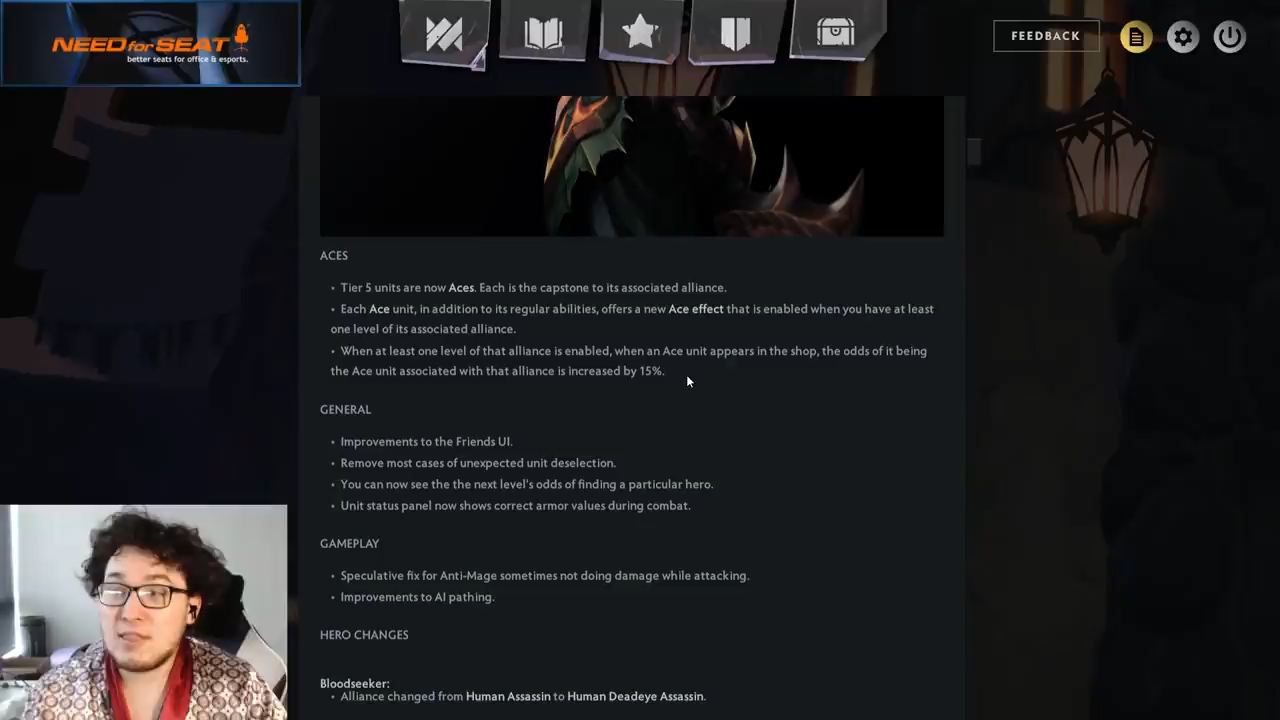 NEED for SEAT
better seats for office & esports.
FEEDBACK
ACES
• Tier 5 units are now Aces. Each is the capstone to its associated alliance.
• Each Ace unit, in addition to its regular abilities, offers a new Ace effect that is enabled when you have at least
one level of its associated alliance.
• When at least one level of that alliance is enabled, when an Ace unit appears in the shop, the odds of it being
the Ace unit associated with that alliance is increased by 15%.
GENERAL
• Improvements to the Friends UI.
• Remove most cases of unexpected unit deselection.
• You can now see the the next level's odds of finding a particular hero.
• Unit status panel now shows correct armor values during combat.
GAMEPLAY
• Speculative fix for Anti-Mage sometimes not doing damage while attacking.
• Improvements to AI pathing.
HERO CHANGES
Bloodseeker:
• Alliance changed from Human Assassin to Human Deadeye Assassin.